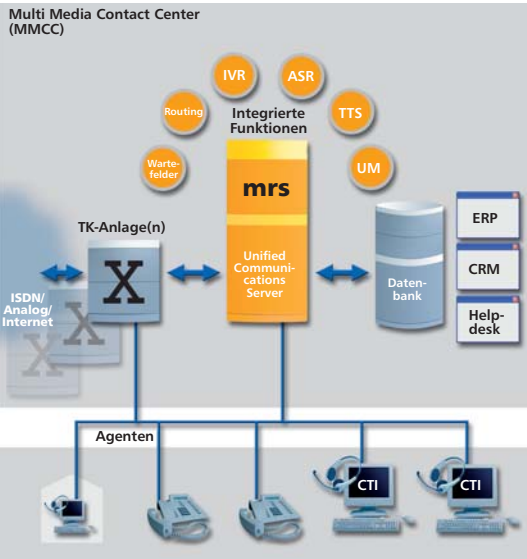 Multi Media Contact Center
(MMCC)
IVR
ASR
Routing
TTS
Integrierte
Funktionen
Warte-
felder
UM
mrs
TK-Anlage(n)
X
Unified
Communi-
cations
Server
Daten-
bank
ERP
CRM
Help-
desk
ISDN/
Analog/
Internet
X
X
Agenten
CTI
CTI